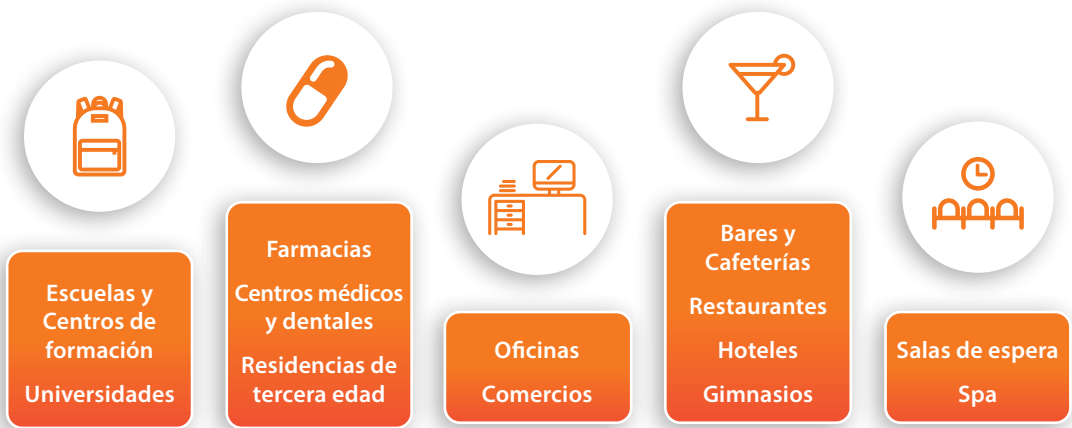 Escuelas y
Centros de
formación
Universidades
Farmacias
Centros médicos
y dentales
Residencias de
tercera edad
Oficinas
Comercios
Bares y
Cafeterías
Restaurantes
Hoteles
Gimnasios
Salas de espera
Spa